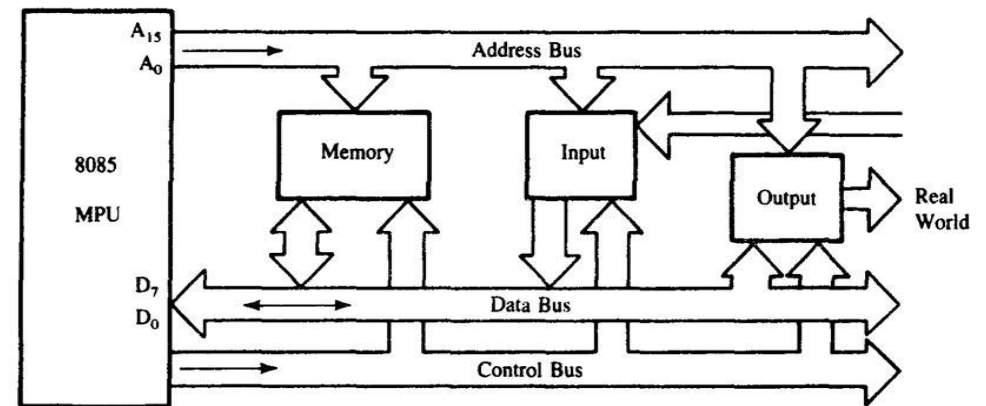 A₁₅
Address Bus
A₀
Memory
Input
8085
MPU
Output
Real
World
D₇
Data Bus
D₀
Control Bus